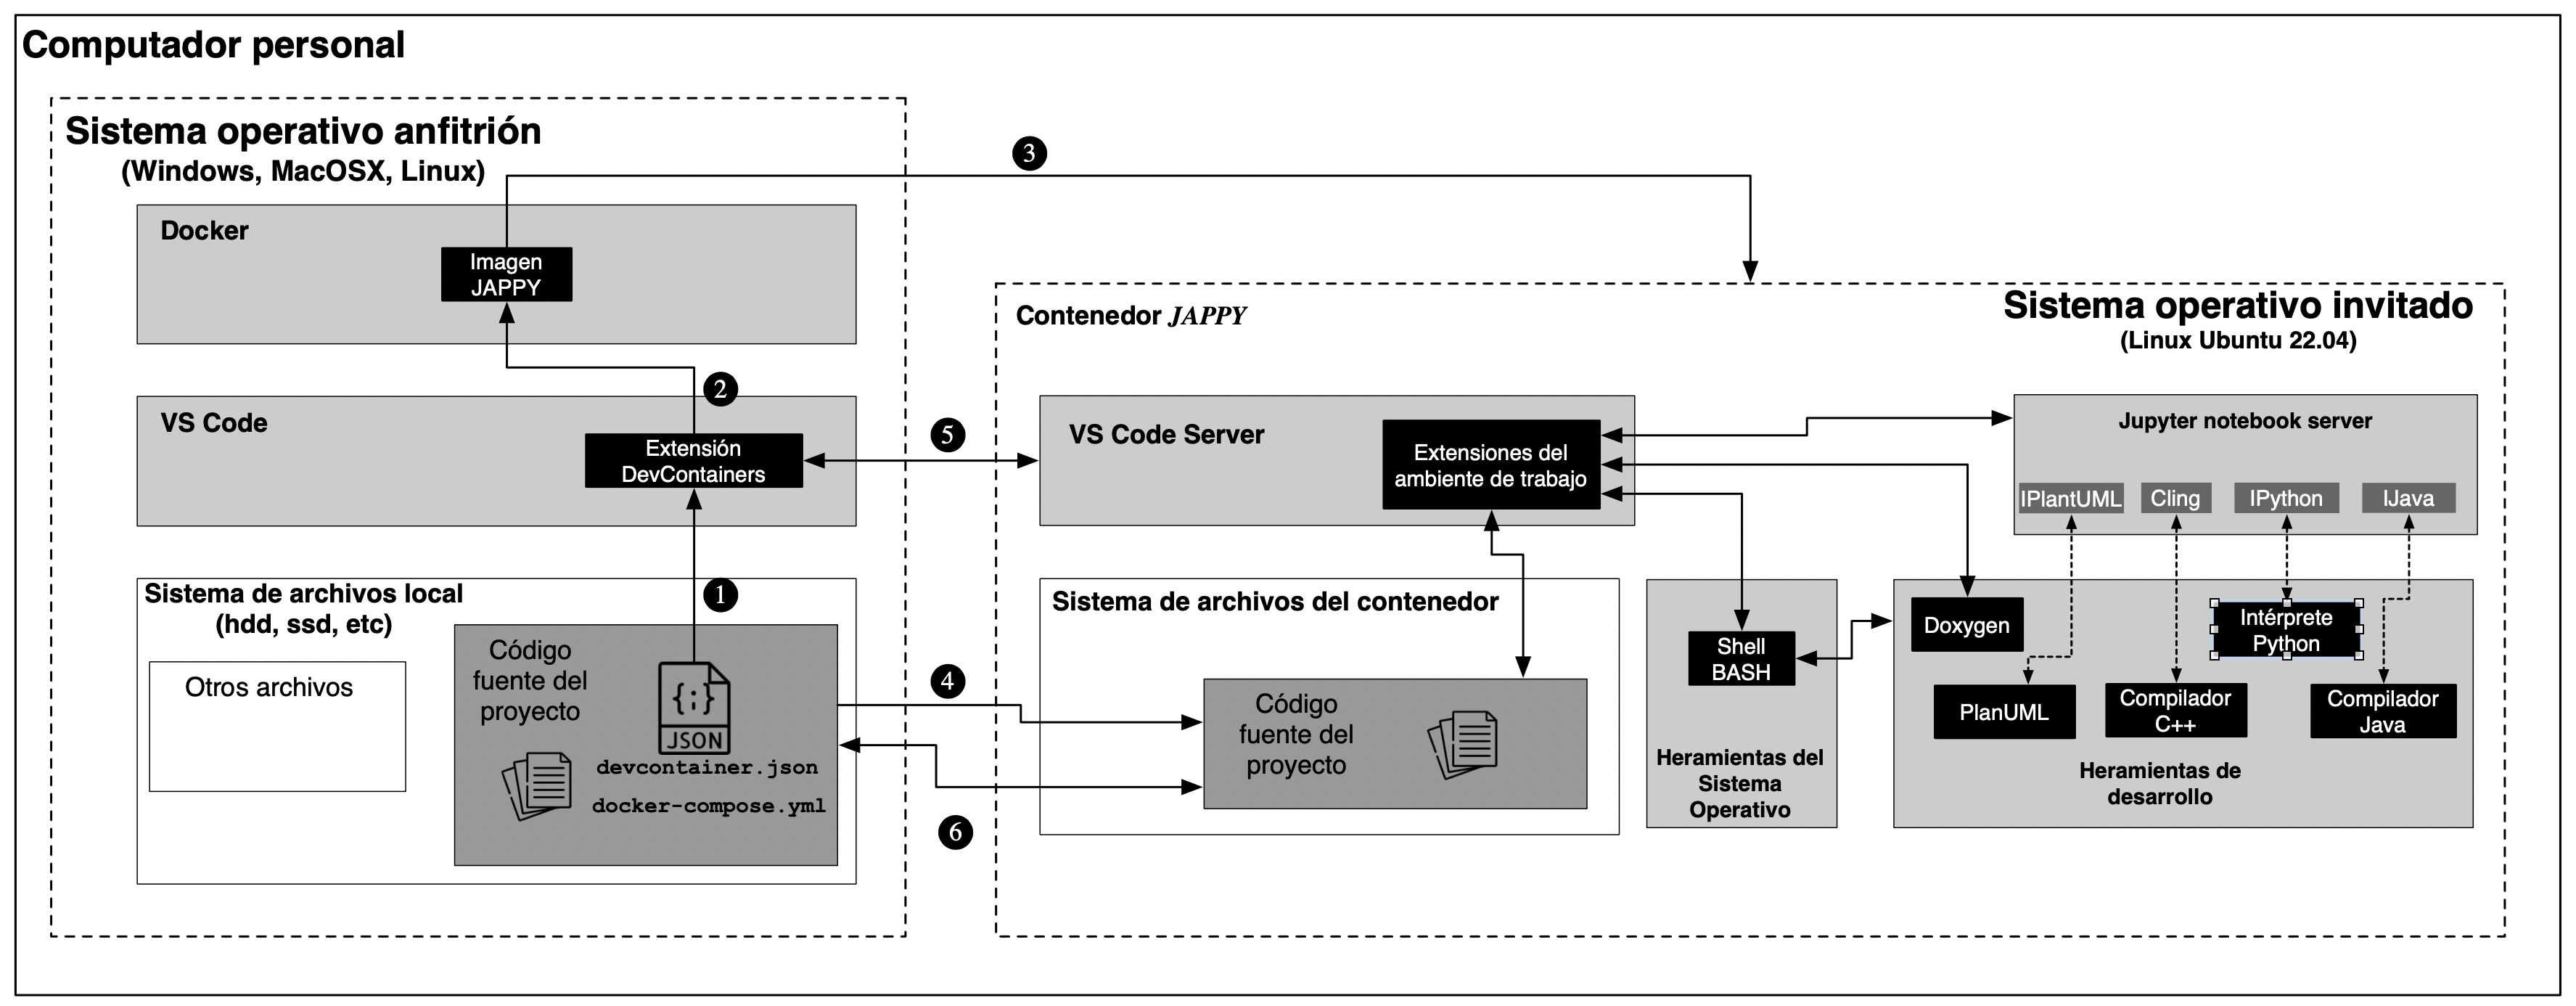 Computador personal
Sistema operativo anfitrión
(Windows, MacOSX, Linux)
3
Docker
Imagen
JAPPY
2
VS Code
Extensión
DevContainers
5
1
Sistema de archivos local
(hdd, ssd, etc)
Otros archivos
Código
fuente del
proyecto
{;}
JSON
devcontainer.json
docker-compose.yml
4
6
Contenedor JAPPY
Sistema operativo invitado
(Linux Ubuntu 22.04)
VS Code Server
Extensiones del
ambiente de trabajo
Jupyter notebook server
IPlantUML
Cling
IPython
IJava
Sistema de archivos del contenedor
Código
fuente del
proyecto
Shell
BASH
Heramientas del
Sistema
Operativo
Doxygen
Intérprete
Python
PlanUML
Compilador
C++
Compilador
Java
Heramientas de
desarrollo